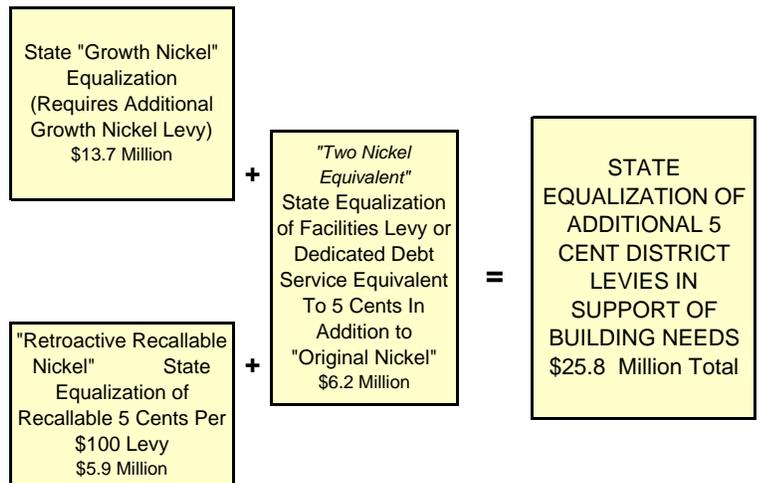 State "Growth Nickel"
Equalization
(Requires Additional
Growth Nickel Levy)
$13.7 Million
+
"Retroactive Recallable
Nickel" State
Equalization of
Recallable 5 Cents Per
$100 Levy
$5.9 Million
+
"Two Nickel
Equivalent"
State Equalization
of Facilities Levy or
Dedicated Debt
Service Equivalent
To 5 Cents In
Addition to
"Original Nickel"
$6.2 Million
=
STATE
EQUALIZATION OF
ADDITIONAL 5
CENT DISTRICT
LEVIES IN
SUPPORT OF
BUILDING NEEDS
$25.8 Million Total